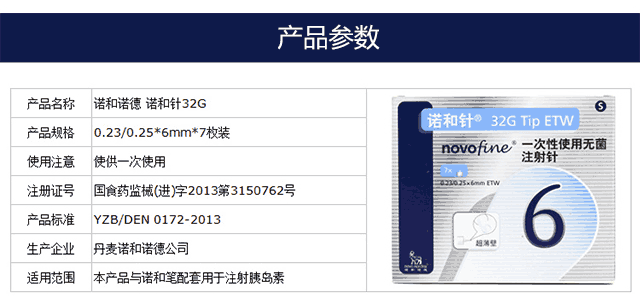 产品参数
产品名称 诺和诺德 诺和针32G
产品规格 0.23/0.25*6mm*7枚装
使用注意 使供一次使用
注册证号 国食药监械(进)字2013第3150762号
产品标准 YZB/DEN 0172-2013
生产企业 丹麦诺和诺德公司
适用范围 本产品与诺和笔配套用于注射胰岛素
S
诺和针® 32G Tip ETW
novofine®
一次性使用无菌
注射针
7x
0.23/0.25×6mm ETW
6
超薄壁